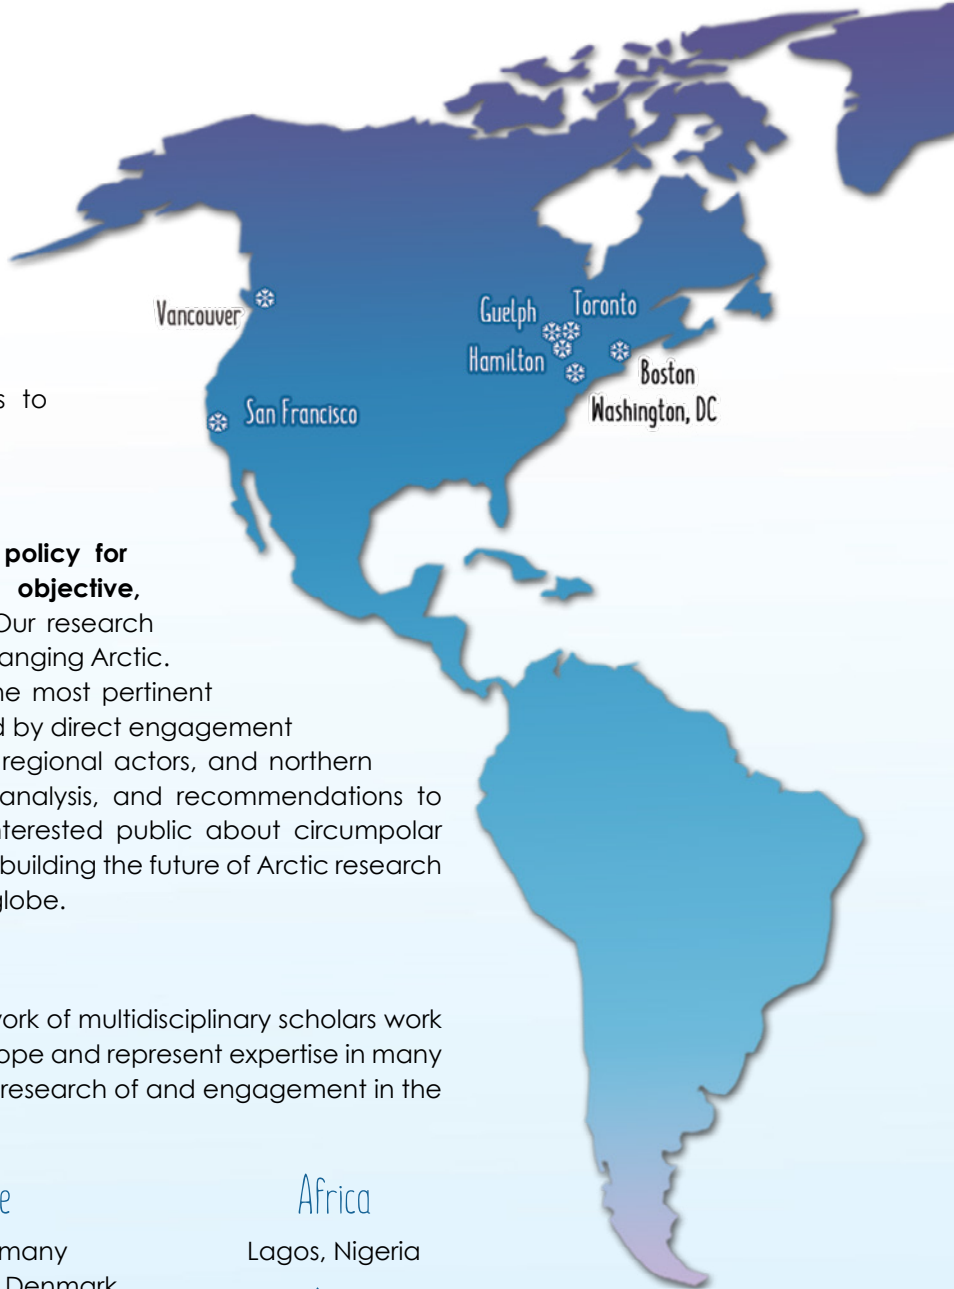 Vancouver
Guelph
Toronto
Hamilton
Boston
San Francisco
Washington, DC
s to
policy for
objective,
Our research
anging Arctic.
he most pertinent
d by direct engagement
regional actors, and northern
analysis, and recommendations to
nterested public about circumpolar
building the future of Arctic research
globe.
work of multidisciplinary scholars work
ope and represent expertise in many
research of and engagement in the
e
Africa
many
Lagos, Nigeria
Denmark